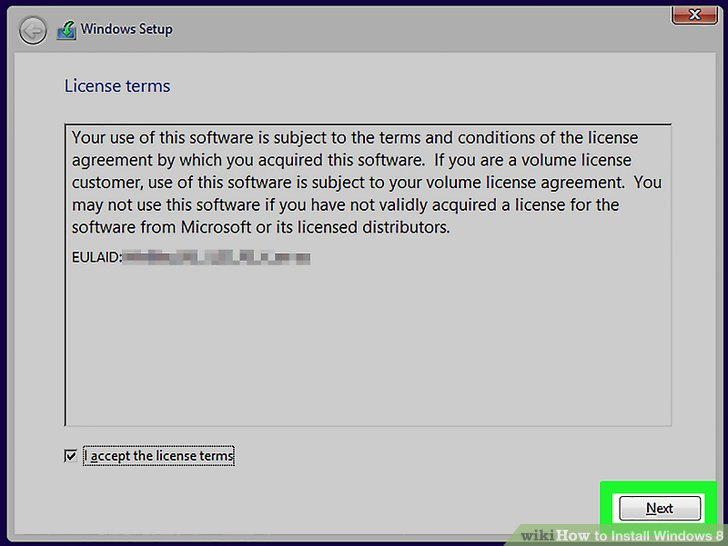 Windows Setup
License terms
Your use of this software is subject to the terms and conditions of the license
agreement by which you acquired this software.  If you are a volume license
customer, use of this software is subject to your volume license agreement.  You
may not use this software if you have not validly acquired a license for the
software from Microsoft or its licensed distributors.
EULAID:
I accept the license terms
Next
wikiHow to Install Windows 8